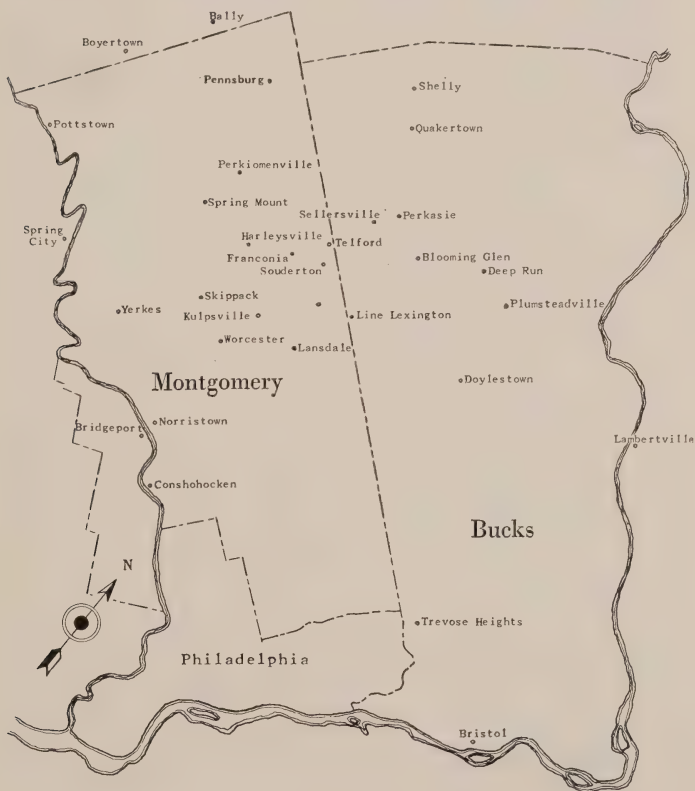 Bally
Boyertown
Pennsburg
Shelly
Pottstown
Quakertown
Perkiomenville
Spring Mount
Sellersville
Perkasie
Spring
City
Harleysville
Telford
Franconia
Souderton
Blooming Glen
Deep Run
Skippack
Yerkes
Kulpsville
Line Lexington
Plumsteadville
Worcester
Lansdale
Montgomery
Doylestown
Norristown
Bridgeport
Lambertville
Conshohocken
Bucks
N
Trevose Heights
Philadelphia
Bristol